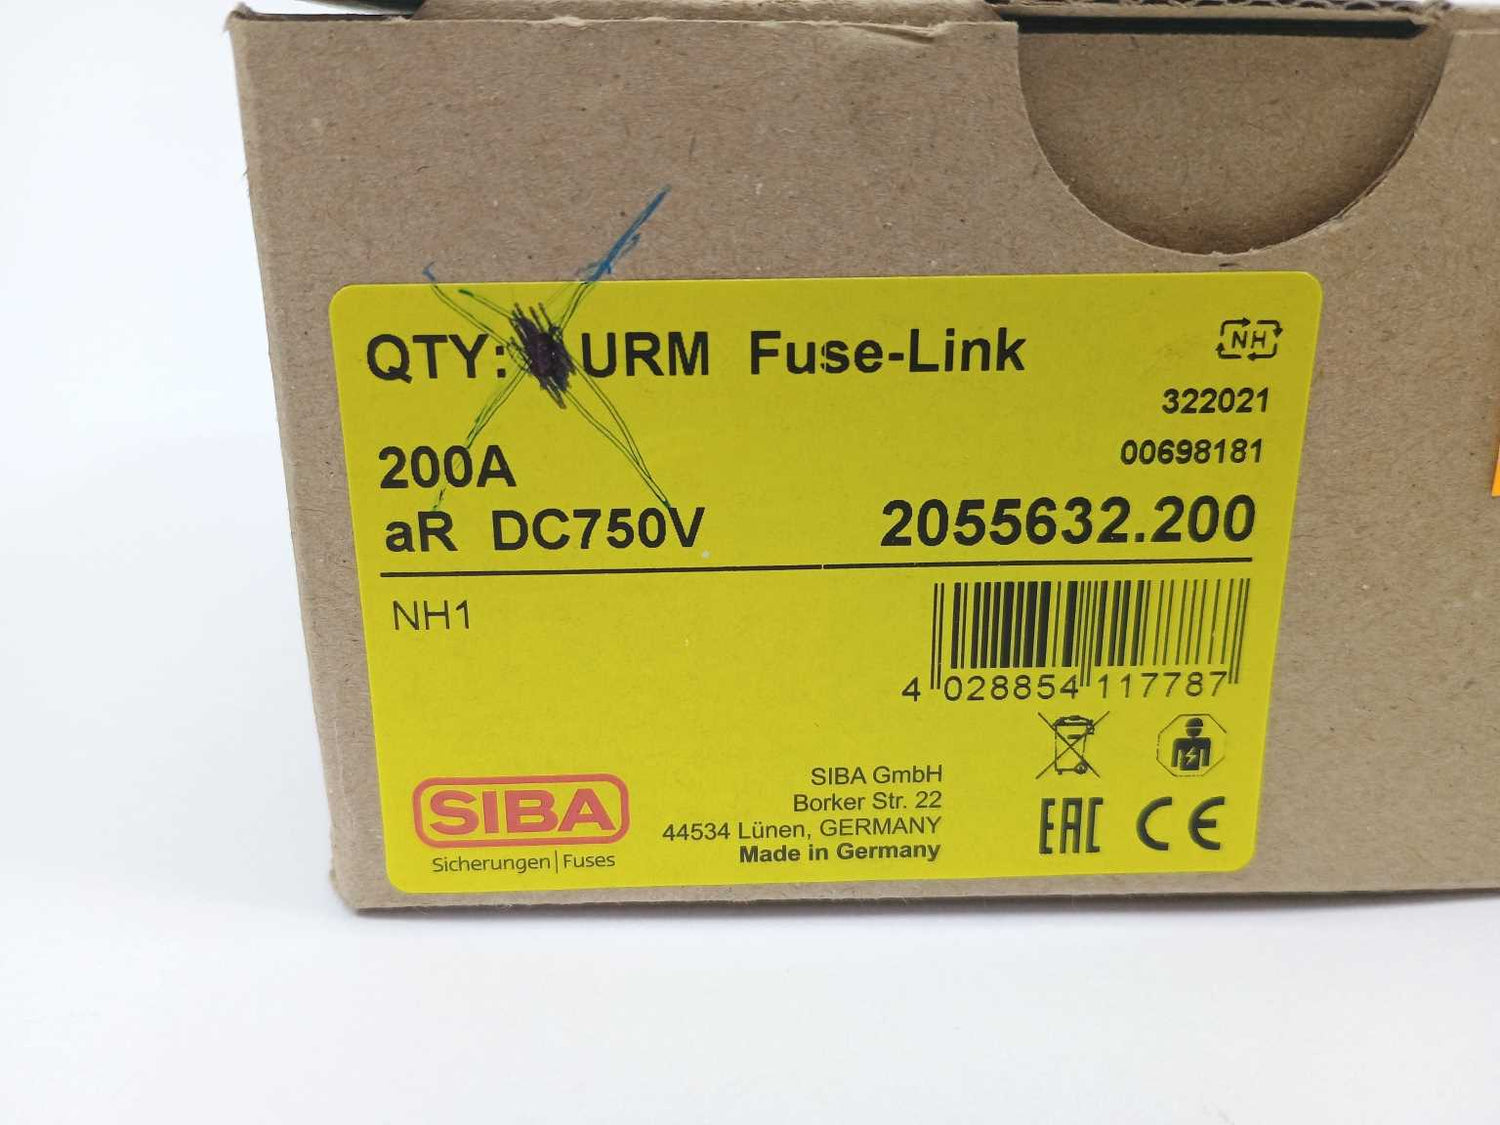 QTY: URM Fuse-Link
NH
322021
200A
00698181
aR DC750V
2055632.200
NH1
4 028854 117787
SIBA
Sicherungen|Fuses
SIBA GmbH
Borker Str. 22
44534 Lünen, GERMANY
Made in Germany
EAC CE